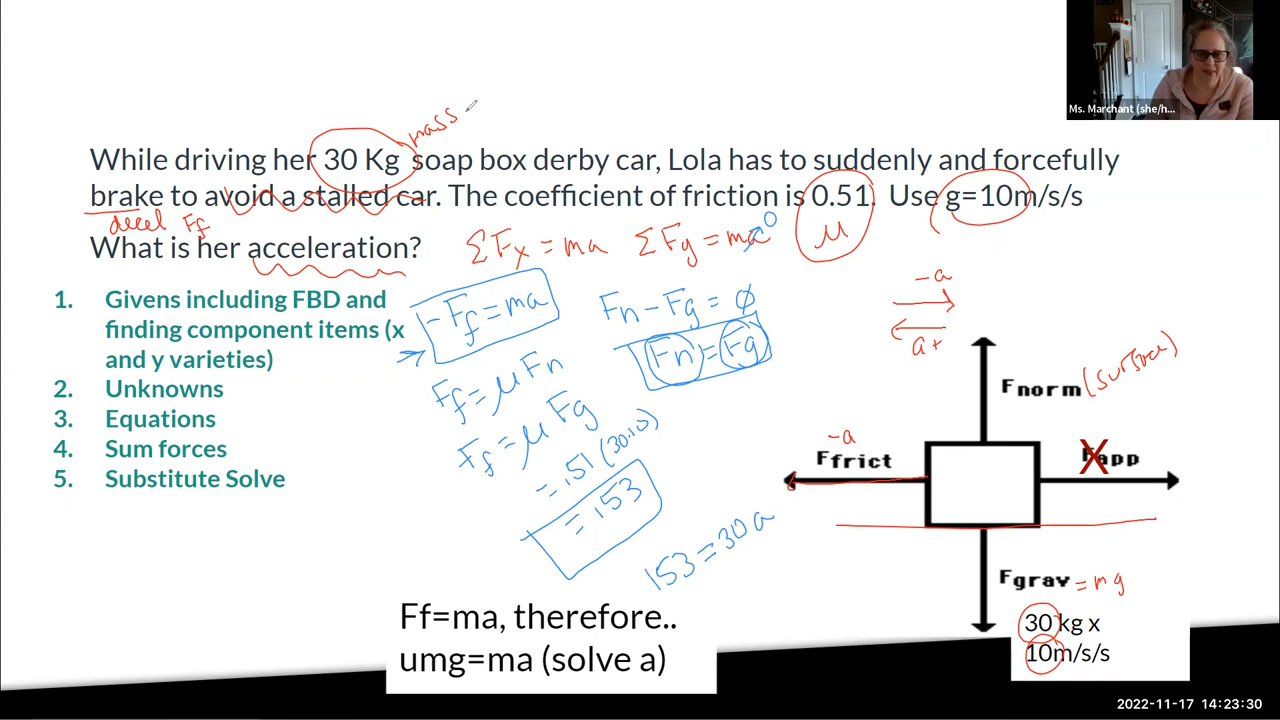 Ms. Marchant (she/h...
mass
While driving her 30 Kg soap box derby car, Lola has to suddenly and forcefully
brake to avoid a stalled car. The coefficient of friction is 0.51. Use g=10m/s/s
decel Ff
μ
What is her acceleration?
ΣFx = ma ΣFy = ma 0
1. Givens including FBD and
finding component items (x
and y varieties)
2. Unknowns
3. Equations
4. Sum forces
5. Substitute Solve
-Ff = ma
Fn - Fg = 0
Fn = Fg
Ff = μFn
Ff = μFg
= .51 (30·10)
= 153
153 = 30a
-a
a+
Fnorm (surface)
-a
Ffrict
Fapp
Fgrav = mg
30 kg x
10m/s/s
Ff=ma, therefore..
umg=ma (solve a)
2022-11-17 14:23:30